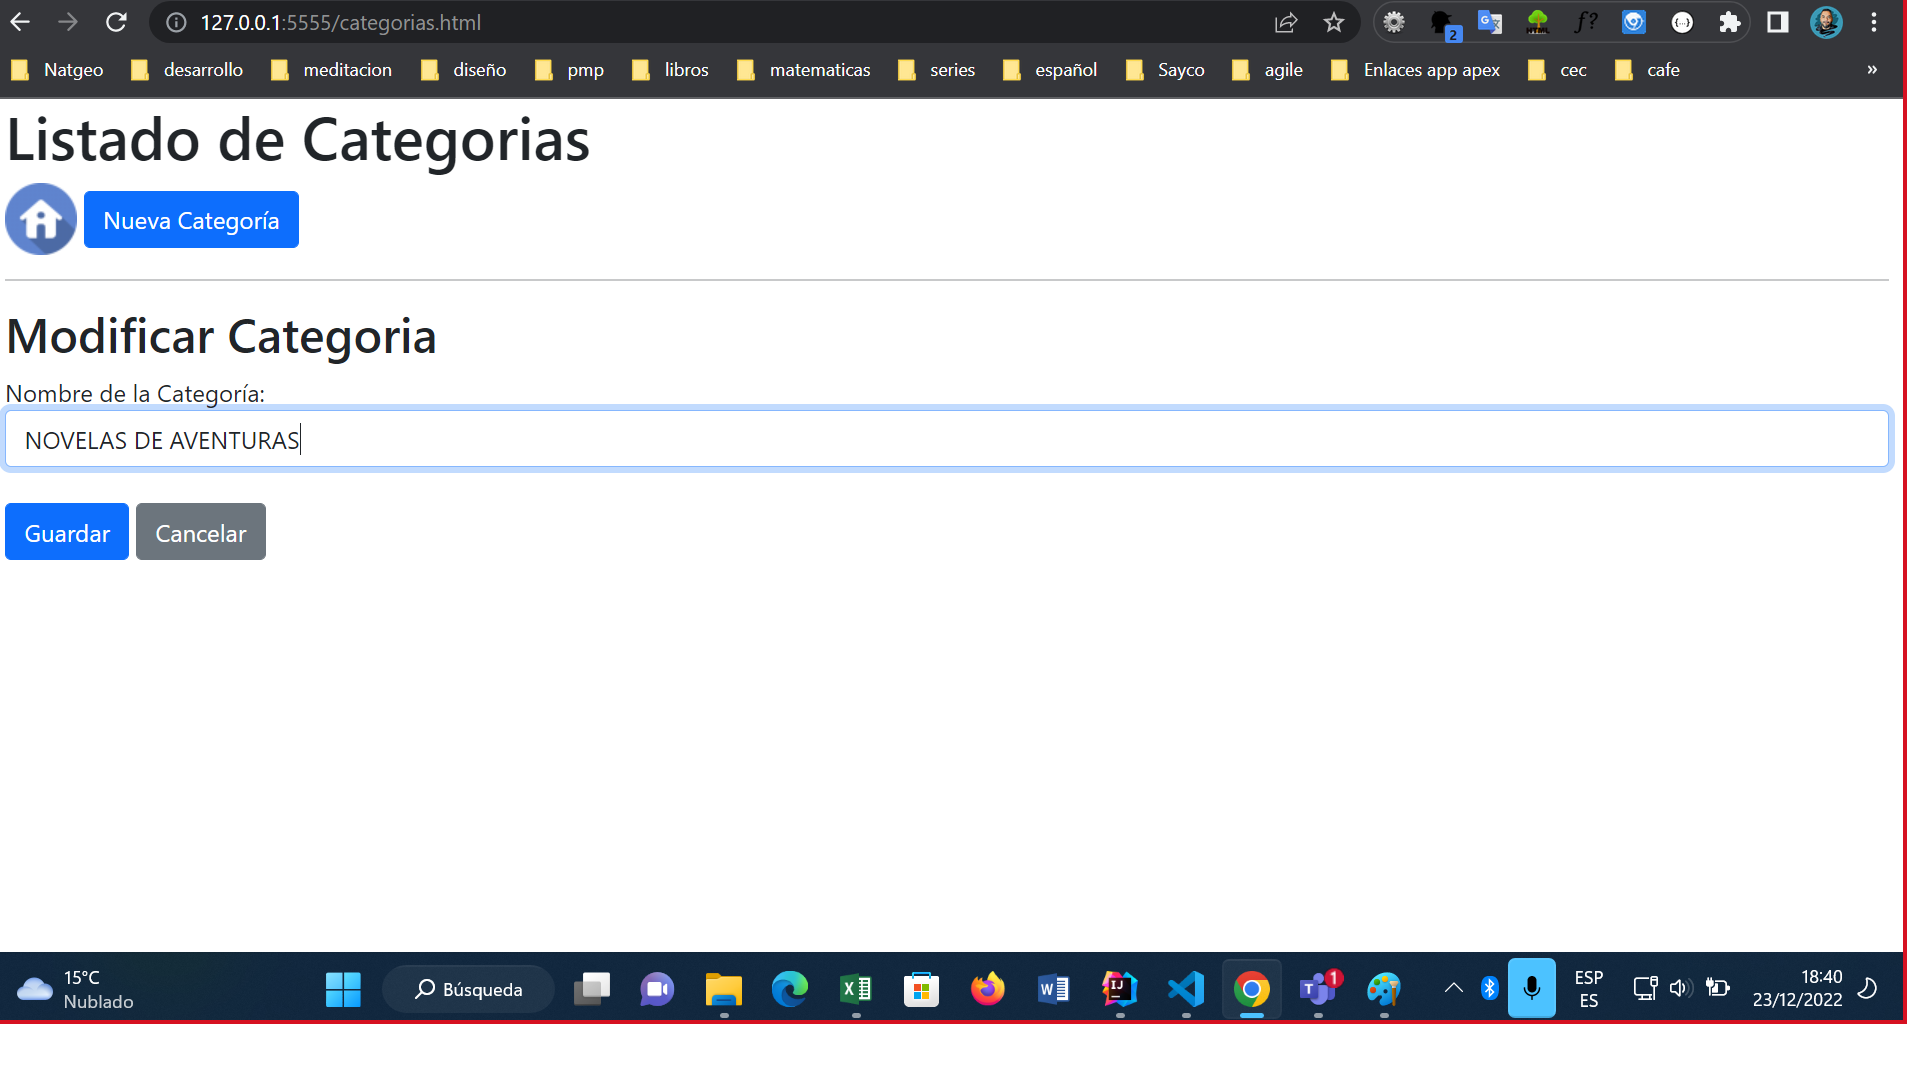 127.0.0.1:5555/categorias.html
2
Natgeo desarrollo meditacion diseño pmp libros matematicas series español Sayco agile Enlaces app apex cec cafe »
Listado de Categorias
Nueva Categoría
Modificar Categoria
Nombre de la Categoría:
NOVELAS DE AVENTURAS
Guardar Cancelar
15°C
Nublado
Búsqueda
1
ESP
ES
18:40
23/12/2022